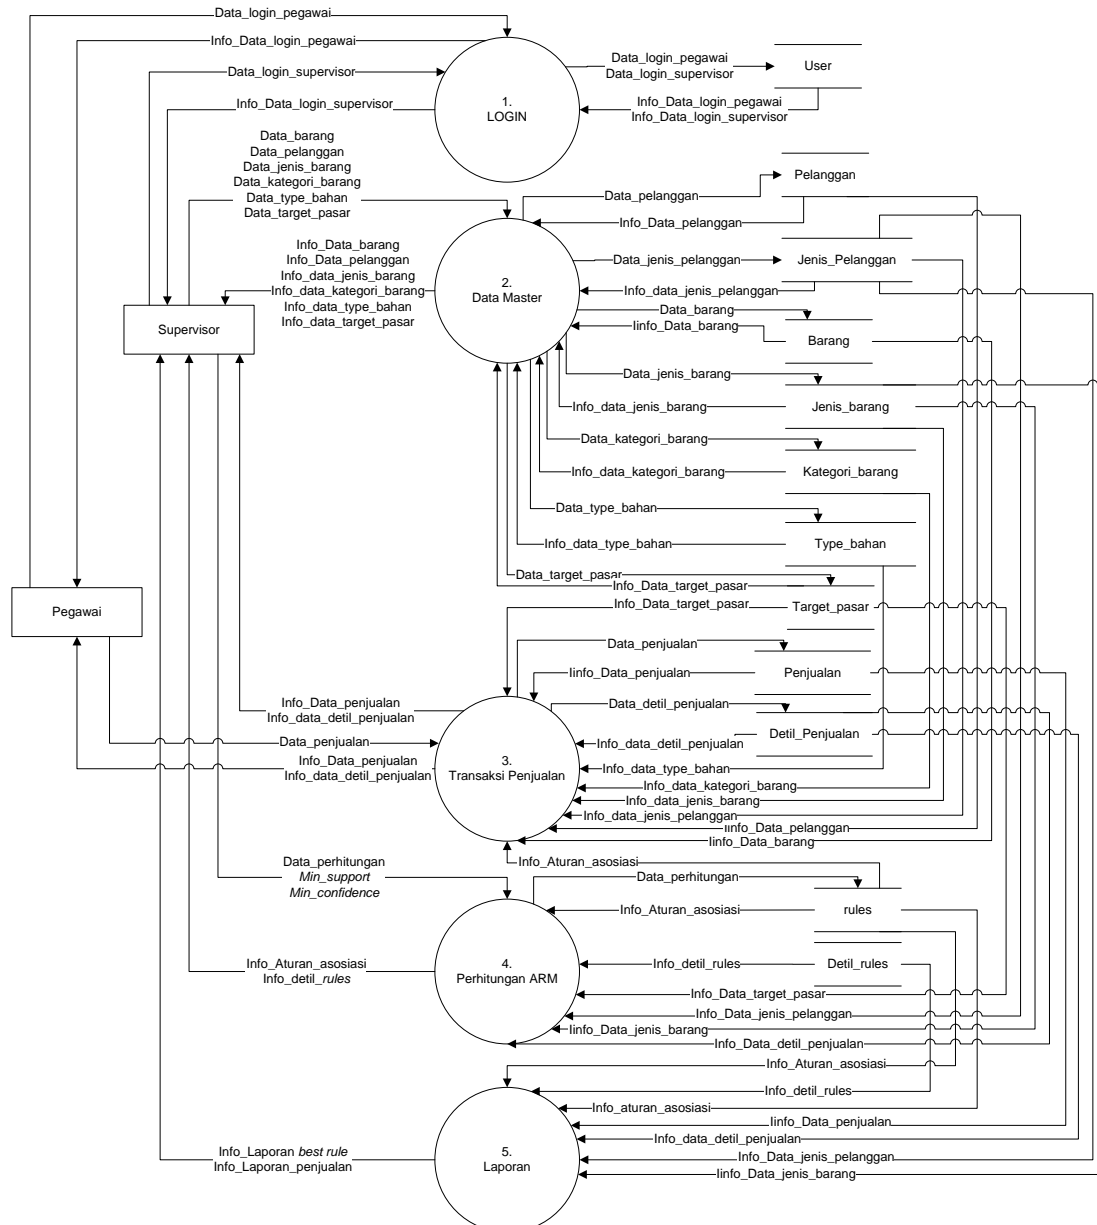 Data_login_pegawai
Info_Data_login_pegawai
Data_login_supervisor
Info_Data_login_supervisor
1.
LOGIN
Data_login_pegawai
Data_login_supervisor
User
Info_Data_login_pegawai
Info_Data_login_supervisor
Data_barang
Data_pelanggan
Data_jenis_barang
Data_kategori_barang
Data_type_bahan
Data_target_pasar
Data_pelanggan
Pelanggan
Info_Data_pelanggan
Info_Data_barang
Info_Data_pelanggan
Info_data_jenis_barang
Info_data_kategori_barang
Info_data_type_bahan
Info_data_target_pasar
2.
Data Master
Data_jenis_pelanggan
Jenis_Pelanggan
Info_data_jenis_pelanggan
Supervisor
Data_barang
Iinfo_Data_barang
Barang
Data_jenis_barang
Info_data_jenis_barang
Jenis_barang
Data_kategori_barang
Info_data_kategori_barang
Kategori_barang
Data_type_bahan
Info_data_type_bahan
Type_bahan
Data_target_pasar
Info_Data_target_pasar
Info_Data_target_pasar
Target_pasar
Pegawai
Data_penjualan
Iinfo_Data_penjualan
Penjualan
Info_Data_penjualan
Info_data_detil_penjualan
Data_penjualan
Info_Data_penjualan
Info_data_detil_penjualan
3.
Transaksi Penjualan
Data_detil_penjualan
Detil_Penjualan
Info_data_detil_penjualan
Info_data_type_bahan
Info_data_kategori_barang
Info_data_jenis_barang
Info_data_jenis_pelanggan
Iinfo_Data_pelanggan
Iinfo_Data_barang
Info_Aturan_asosiasi
Data_perhitungan
Min_support
Min_confidence
Data_perhitungan
Info_Aturan_asosiasi
rules
4.
Perhitungan ARM
Info_Aturan_asosiasi
Info_detil_rules
Info_detil_rules
Detil_rules
Info_Data_target_pasar
Info_Data_jenis_pelanggan
Iinfo_Data_jenis_barang
Info_Data_detil_penjualan
Info_Aturan_asosiasi
Info_detil_rules
Info_aturan_asosiasi
Iinfo_Data_penjualan
Info_data_detil_penjualan
Info_Data_jenis_pelanggan
Iinfo_Data_jenis_barang
5.
Laporan
Info_Laporan best rule
Info_Laporan_penjualan